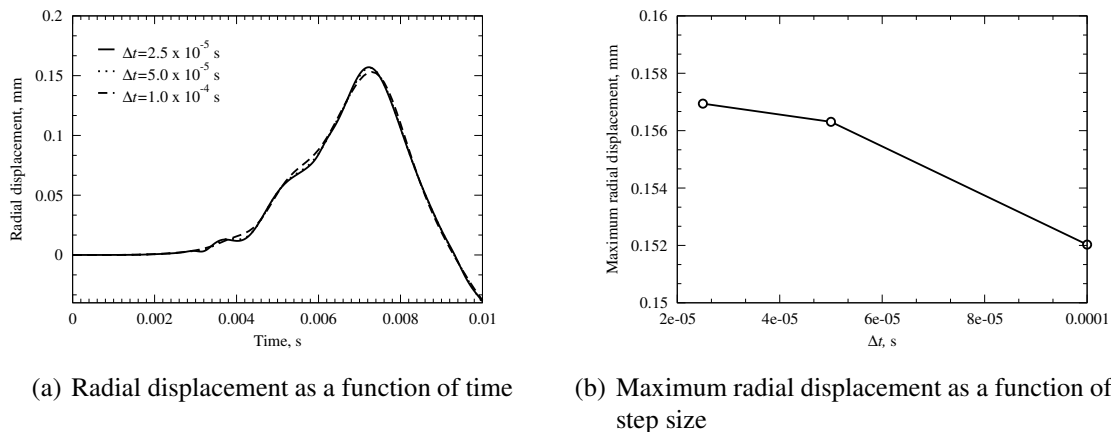 0.2
0.15
0.1
0.05
0
Radial displacement, mm
Δt=2.5 x 10^-5 s
Δt=5.0 x 10^-5 s
Δt=1.0 x 10^-4 s
0 0.002 0.004 0.006 0.008 0.01
Time, s
(a) Radial displacement as a function of time
0.16
0.158
0.156
0.154
0.152
0.15
Maximum radial displacement, mm
2e-05 4e-05 6e-05 8e-05 0.0001
Δt, s
(b) Maximum radial displacement as a function of
step size